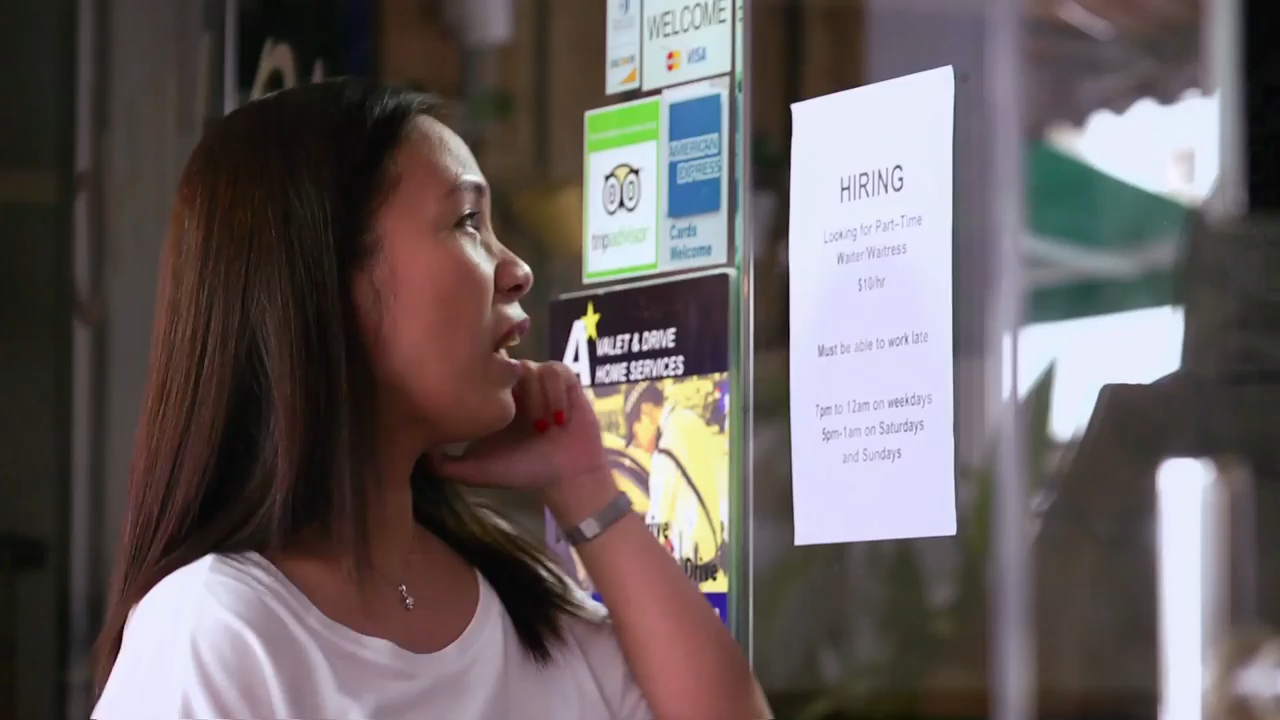 WELCOME
VISA
tripadvisor
AMERICAN
EXPRESS
Cards
Welcome
A
VALET & DRIVE
HOME SERVICES
Drive
HIRING
Looking for Part-Time
Waiter/Waitress
$10/hr
Must be able to work late
7pm to 12am on weekdays
5pm-1am on Saturdays
and Sundays